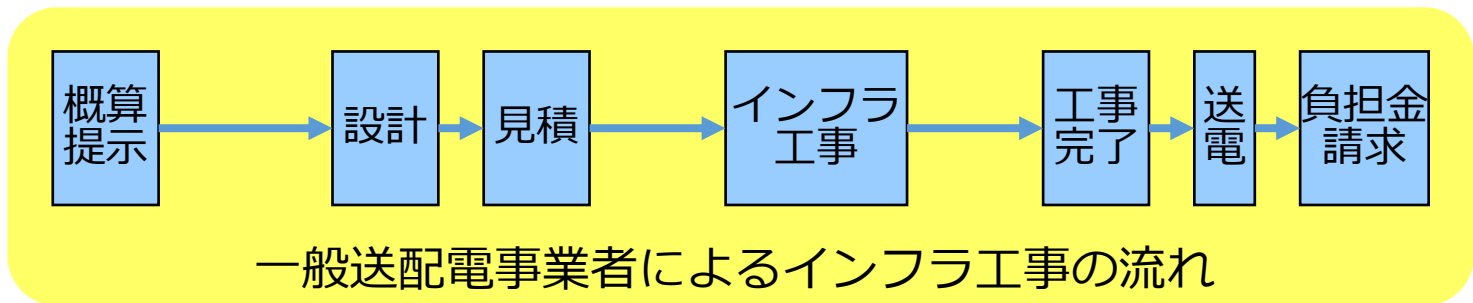 概算
提示
設計
見積
インフラ
工事
工事
完了
送
電
負担金
請求
一般送配電事業者によるインフラ工事の流れ